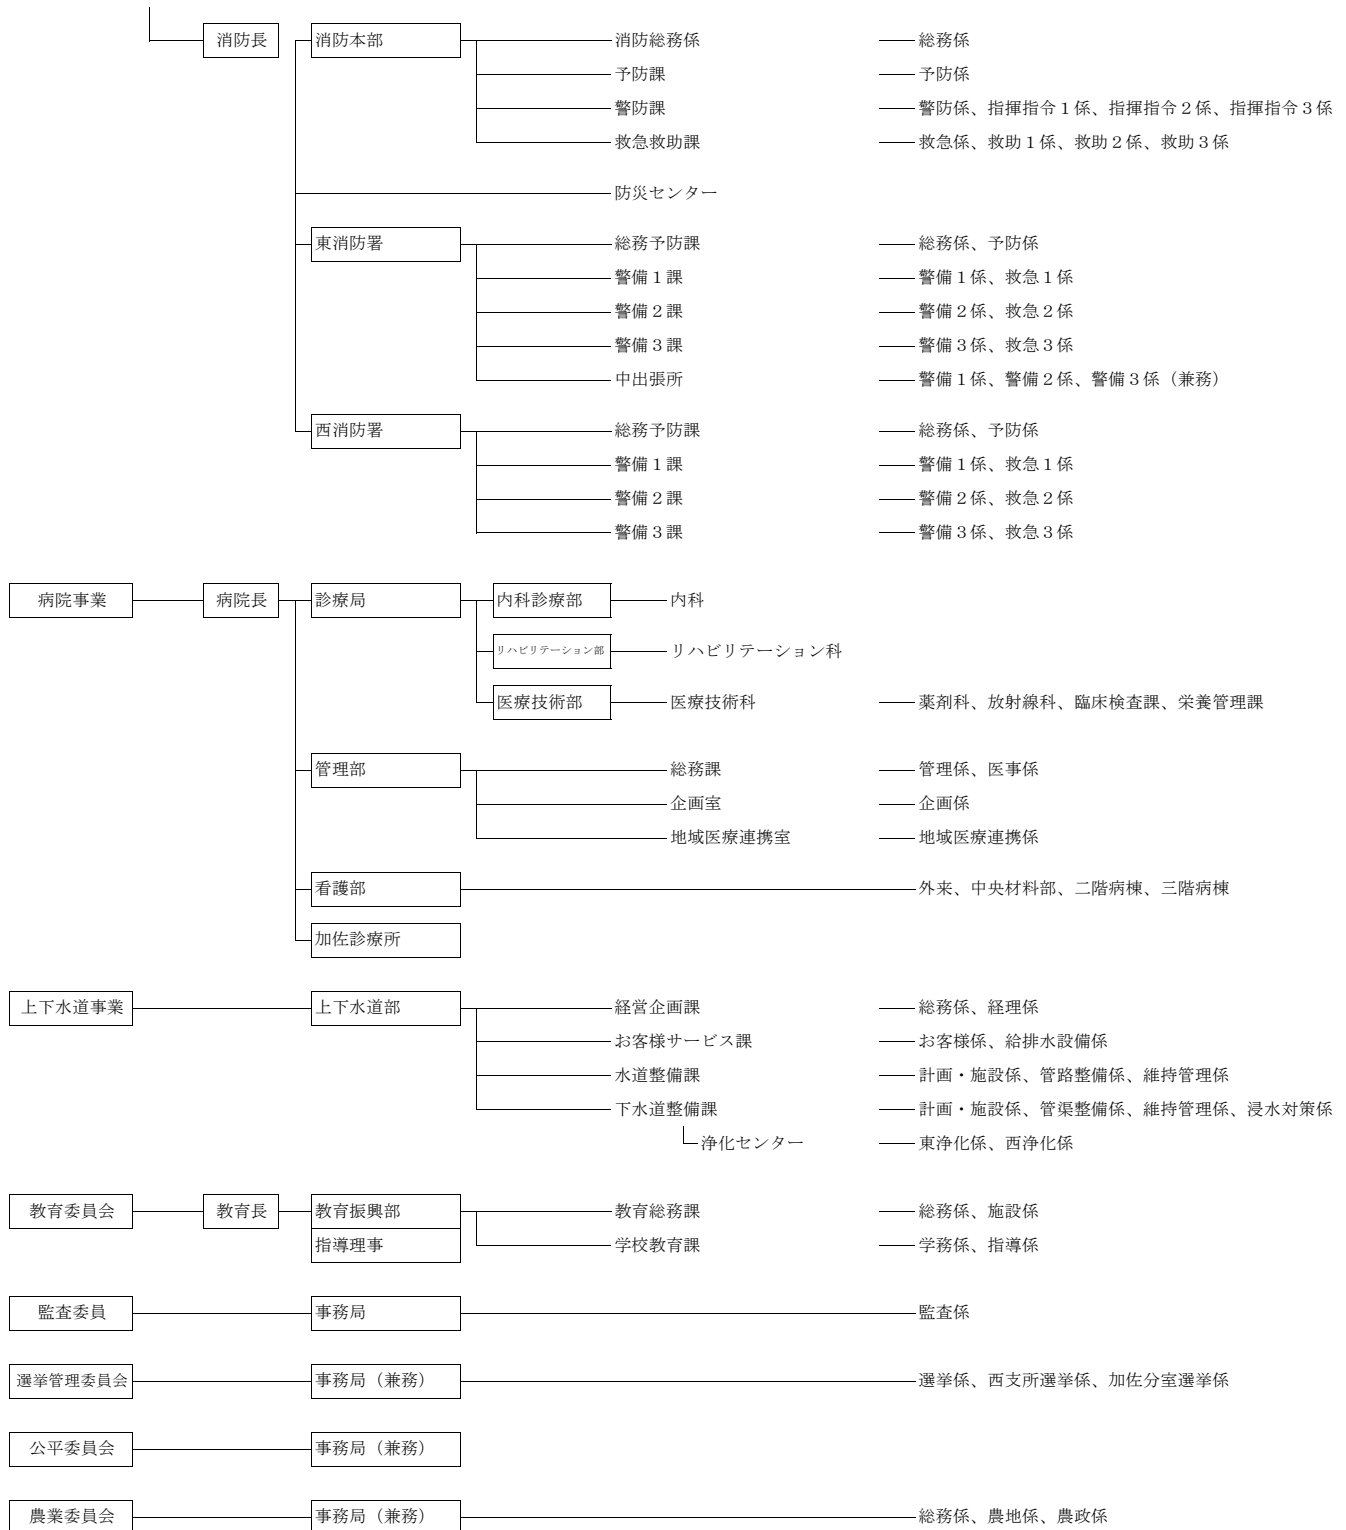 消防長 消防本部 消防総務係 総務係
予防課 予防係
警防課 警防係、指揮指令１係、指揮指令２係、指揮指令３係
救急救助課 救急係、救助１係、救助２係、救助３係
防災センター
東消防署 総務予防課 総務係、予防係
警備１課 警備１係、救急１係
警備２課 警備２係、救急２係
警備３課 警備３係、救急３係
中出張所 警備１係、警備２係、警備３係（兼務）
西消防署 総務予防課 総務係、予防係
警備１課 警備１係、救急１係
警備２課 警備２係、救急２係
警備３課 警備３係、救急３係
病院事業 病院長 診療局 内科診療部 内科
リハビリテーション部 リハビリテーション科
医療技術部 医療技術科 薬剤科、放射線科、臨床検査課、栄養管理課
管理部 総務課 管理係、医事係
企画室 企画係
地域医療連携室 地域医療連携係
看護部 外来、中央材料部、二階病棟、三階病棟
加佐診療所
上下水道事業 上下水道部 経営企画課 総務係、経理係
お客様サービス課 お客様係、給排水設備係
水道整備課 計画・施設係、管路整備係、維持管理係
下水道整備課 計画・施設係、管渠整備係、維持管理係、浸水対策係
浄化センター 東浄化係、西浄化係
教育委員会 教育長 教育振興部 教育総務課 総務係、施設係
指導理事 学校教育課 学務係、指導係
監査委員 事務局 監査係
選挙管理委員会 事務局（兼務） 選挙係、西支所選挙係、加佐分室選挙係
公平委員会 事務局（兼務）
農業委員会 事務局（兼務） 総務係、農地係、農政係